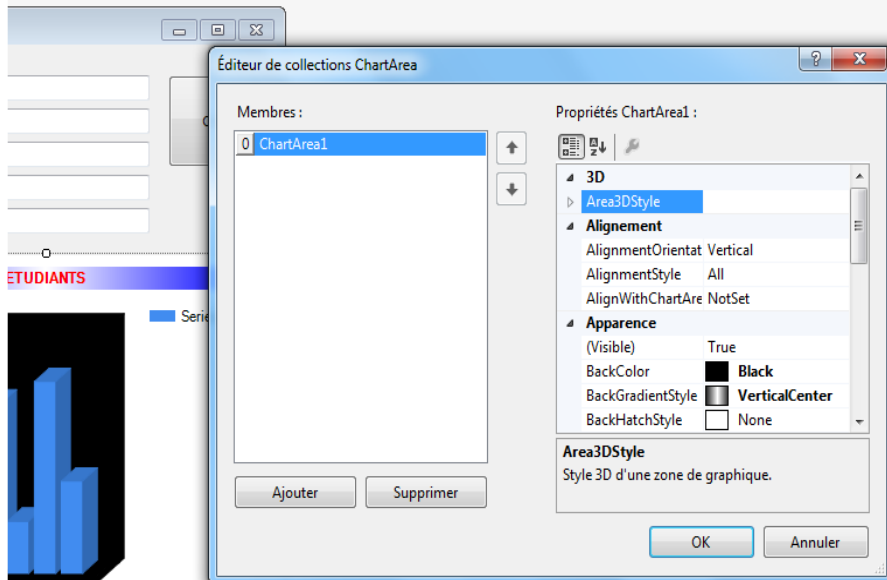 Éditeur de collections ChartArea
Membres :
0 ChartArea1
Ajouter
Supprimer
Propriétés ChartArea1 :
3D
Area3DStyle
Alignement
AlignmentOrientat Vertical
AlignmentStyle All
AlignWithChartAre NotSet
Apparence
(Visible) True
BackColor Black
BackGradientStyle VerticalCenter
BackHatchStyle None
Area3DStyle
Style 3D d'une zone de graphique.
OK
Annuler
ETUDIANTS
Serie